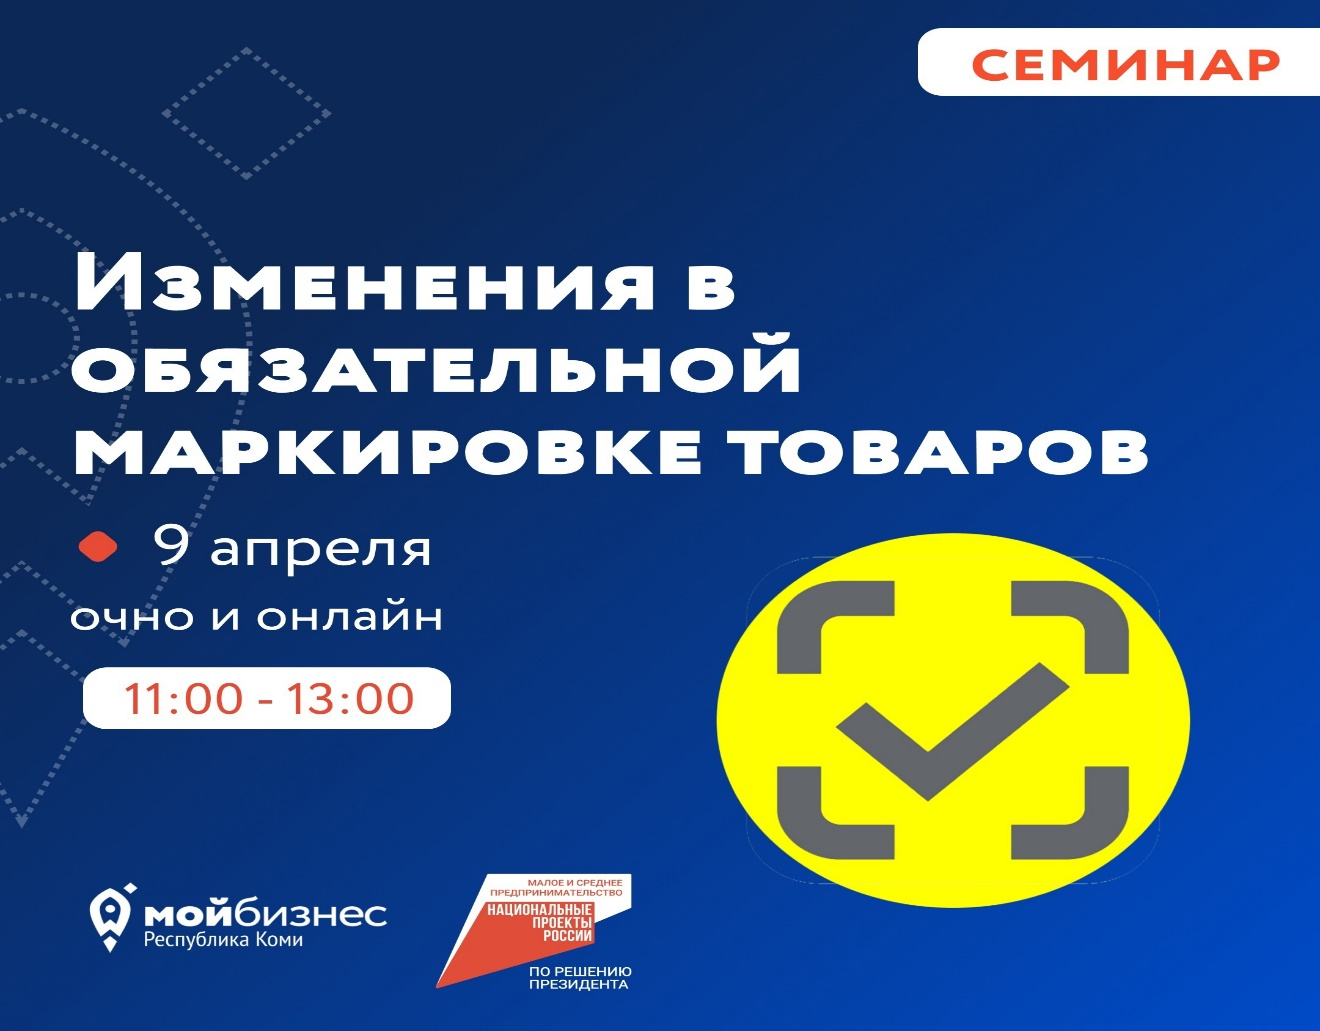 СЕМИНАР
Изменения в
обязательной
маркировке товаров
9 апреля
очно и онлайн
11:00 - 13:00
мойбизнес
Республика Коми
МАЛОЕ И СРЕДНЕЕ
ПРЕДПРИНИМАТЕЛЬСТВО
НАЦИОНАЛЬНЫЕ
ПРОЕКТЫ
РОССИИ
ПО РЕШЕНИЮ
ПРЕЗИДЕНТА